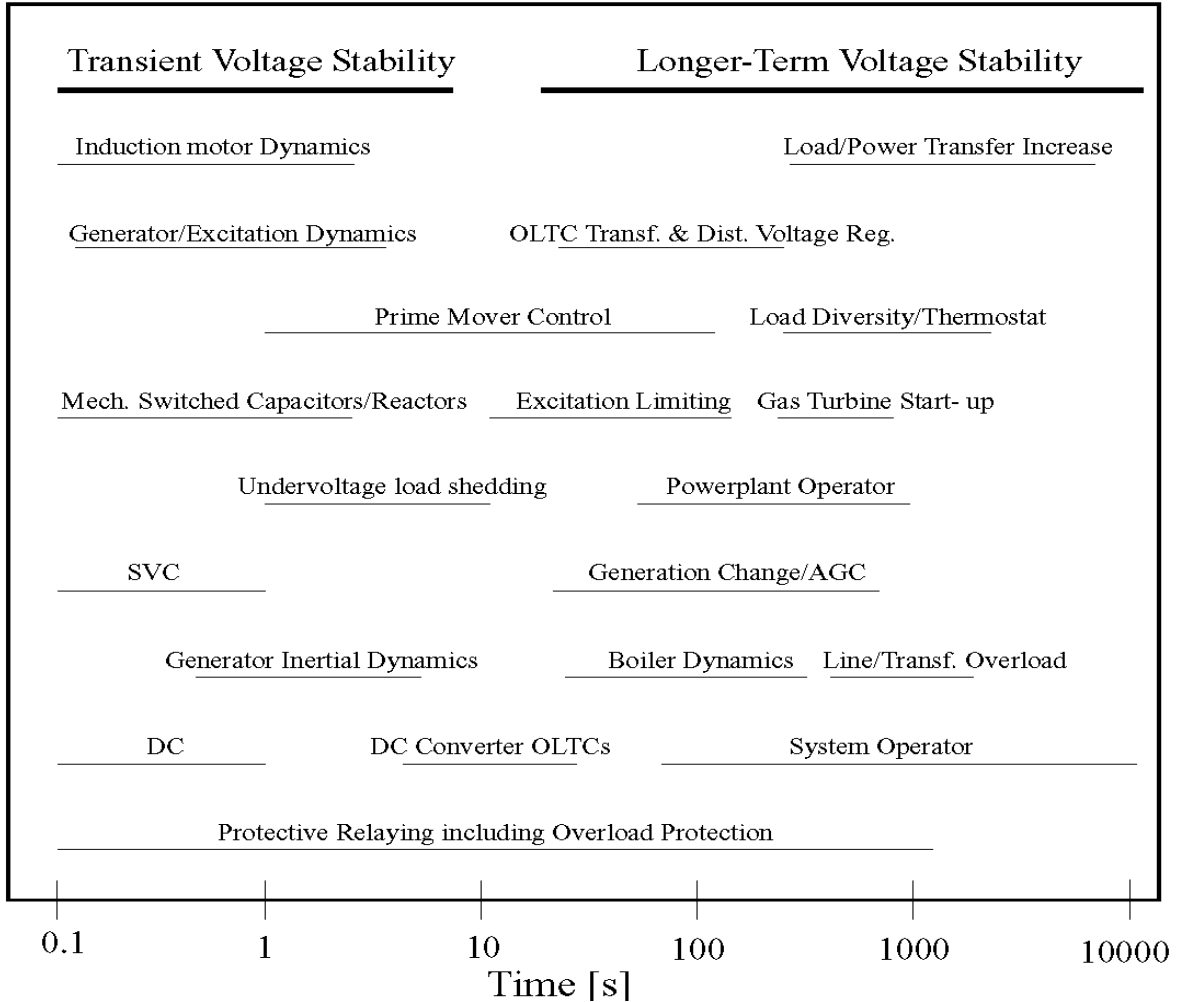 Transient Voltage Stability Longer-Term Voltage Stability
Induction motor Dynamics Load/Power Transfer Increase
Generator/Excitation Dynamics OLTC Transf. & Dist. Voltage Reg.
Prime Mover Control Load Diversity/Thermostat
Mech. Switched Capacitors/Reactors Excitation Limiting Gas Turbine Start- up
Undervoltage load shedding Powerplant Operator
SVC Generation Change/AGC
Generator Inertial Dynamics Boiler Dynamics Line/Transf. Overload
DC DC Converter OLTCs System Operator
Protective Relaying including Overload Protection
0.1 1 10 100 1000 10000
Time [s]